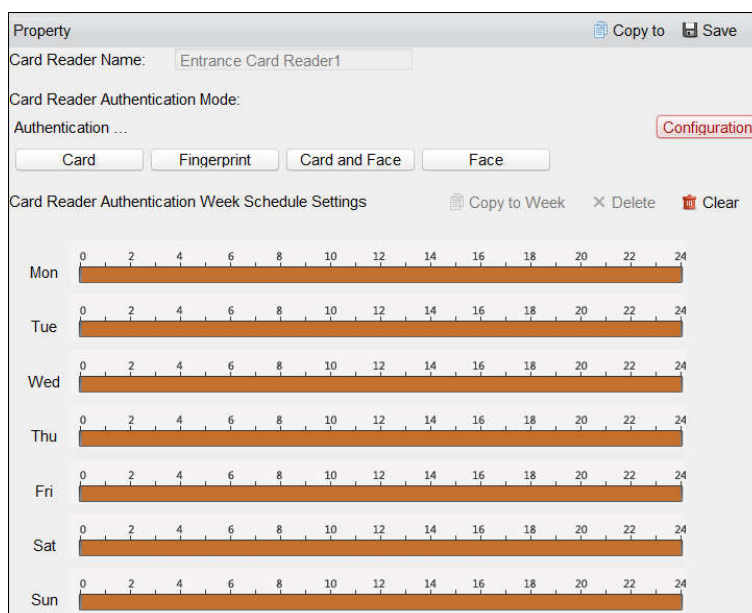 Property Copy to Save
Card Reader Name: Entrance Card Reader1
Card Reader Authentication Mode:
Authentication ... Configuration
Card Fingerprint Card and Face Face
Card Reader Authentication Week Schedule Settings Copy to Week Delete Clear
0 2 4 6 8 10 12 14 16 18 20 22 24
Mon
0 2 4 6 8 10 12 14 16 18 20 22 24
Tue
0 2 4 6 8 10 12 14 16 18 20 22 24
Wed
0 2 4 6 8 10 12 14 16 18 20 22 24
Thu
0 2 4 6 8 10 12 14 16 18 20 22 24
Fri
0 2 4 6 8 10 12 14 16 18 20 22 24
Sat
0 2 4 6 8 10 12 14 16 18 20 22 24
Sun